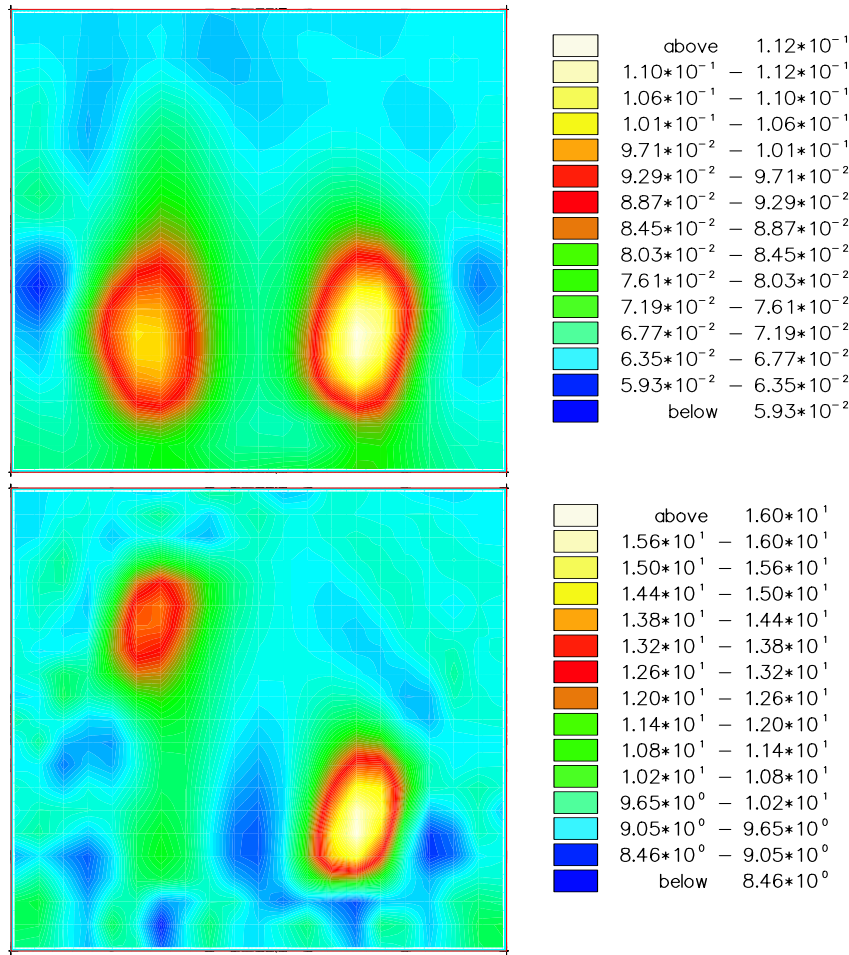 above 1.12*10⁻¹
1.10*10⁻¹ – 1.12*10⁻¹
1.06*10⁻¹ – 1.10*10⁻¹
1.01*10⁻¹ – 1.06*10⁻¹
9.71*10⁻² – 1.01*10⁻¹
9.29*10⁻² – 9.71*10⁻²
8.87*10⁻² – 9.29*10⁻²
8.45*10⁻² – 8.87*10⁻²
8.03*10⁻² – 8.45*10⁻²
7.61*10⁻² – 8.03*10⁻²
7.19*10⁻² – 7.61*10⁻²
6.77*10⁻² – 7.19*10⁻²
6.35*10⁻² – 6.77*10⁻²
5.93*10⁻² – 6.35*10⁻²
below 5.93*10⁻²
above 1.60*10¹
1.56*10¹ – 1.60*10¹
1.50*10¹ – 1.56*10¹
1.44*10¹ – 1.50*10¹
1.38*10¹ – 1.44*10¹
1.32*10¹ – 1.38*10¹
1.26*10¹ – 1.32*10¹
1.20*10¹ – 1.26*10¹
1.14*10¹ – 1.20*10¹
1.08*10¹ – 1.14*10¹
1.02*10¹ – 1.08*10¹
9.65*10⁰ – 1.02*10¹
9.05*10⁰ – 9.65*10⁰
8.46*10⁰ – 9.05*10⁰
below 8.46*10⁰